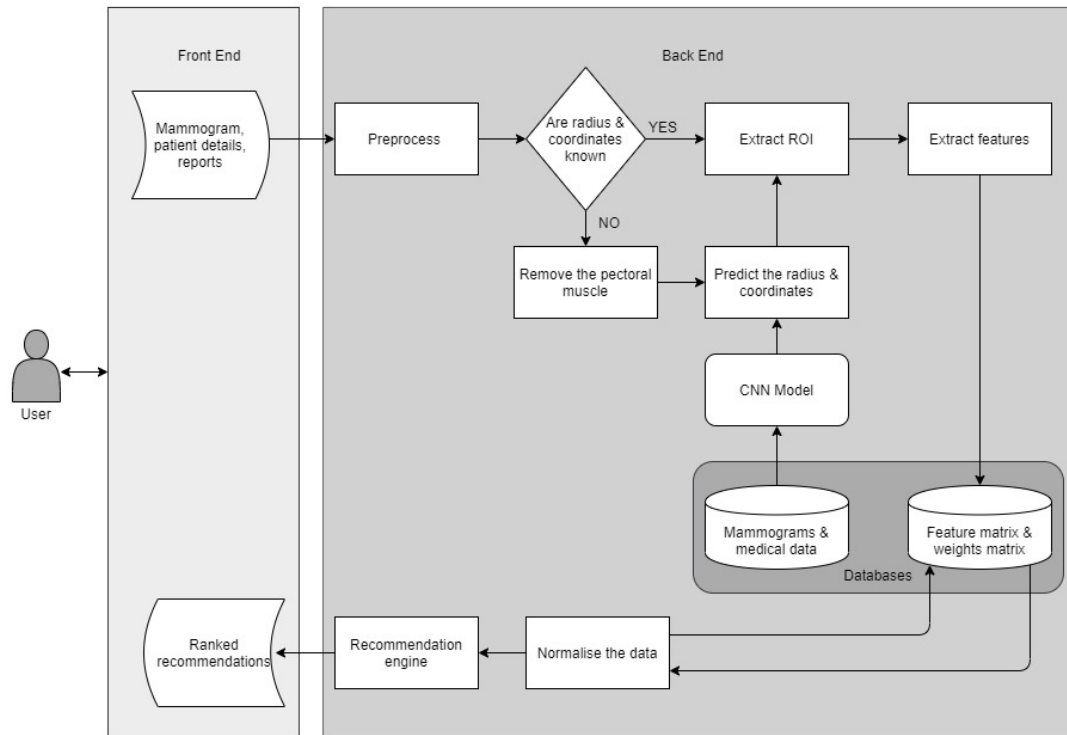 Front End
Back End
Mammogram,
patient details,
reports
Preprocess
Are radius &
coordinates
known
YES
Extract ROI
Extract features
NO
Remove the pectoral
muscle
Predict the radius &
coordinates
User
CNN Model
Mammograms &
medical data
Feature matrix &
weights matrix
Databases
Ranked
recommendations
Recommendation
engine
Normalise the data